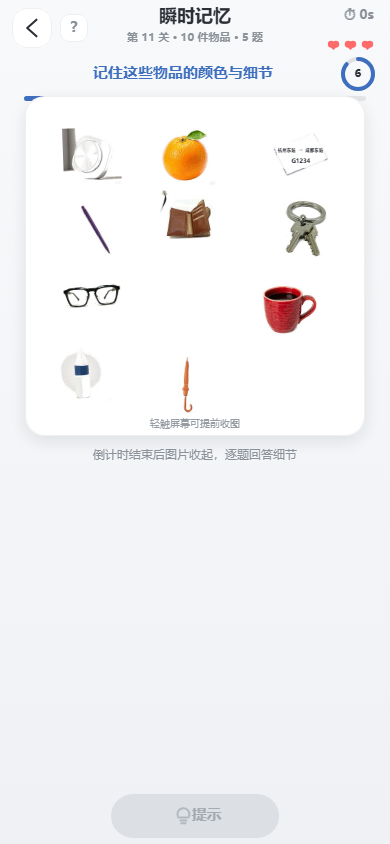 瞬时记忆
?
第 11 关 • 10 件物品 • 5 题
0s
记住这些物品的颜色与细节
6
杭州东站 → 成都东站
G1234
轻触屏幕可提前收图
倒计时结束后图片收起，逐题回答细节
提示